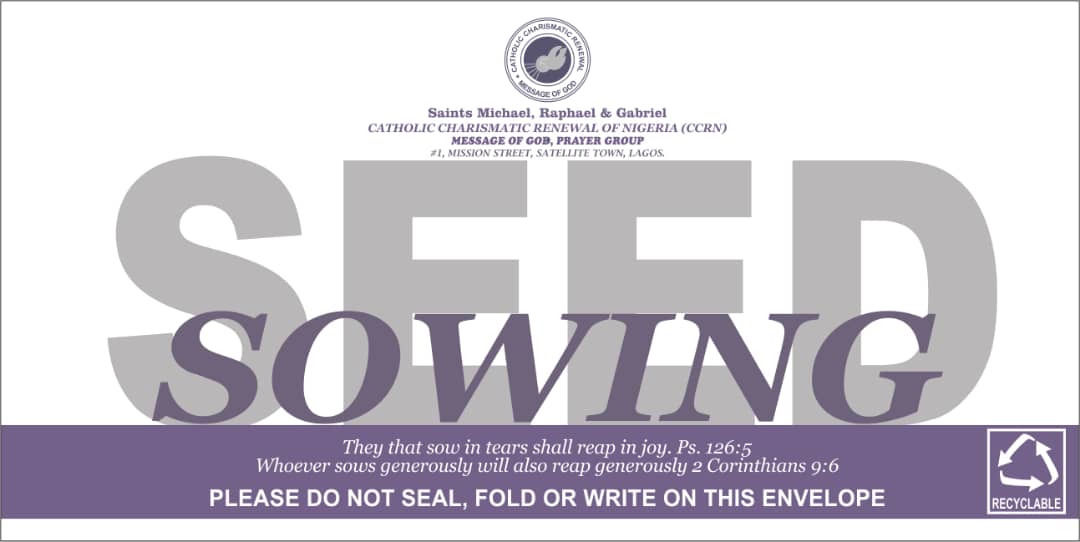 CATHOLIC CHARISMATIC RENEWAL
* MESSAGE OF GOD *
Saints Michael, Raphael & Gabriel
CATHOLIC CHARISMATIC RENEWAL OF NIGERIA (CCRN)
MESSAGE OF GOD, PRAYER GROUP
#1, MISSION STREET, SATELLITE TOWN, LAGOS.
SEED
SOWING
They that sow in tears shall reap in joy. Ps. 126:5
Whoever sows generously will also reap generously 2 Corinthians 9:6
PLEASE DO NOT SEAL, FOLD OR WRITE ON THIS ENVELOPE
RECYCLABLE